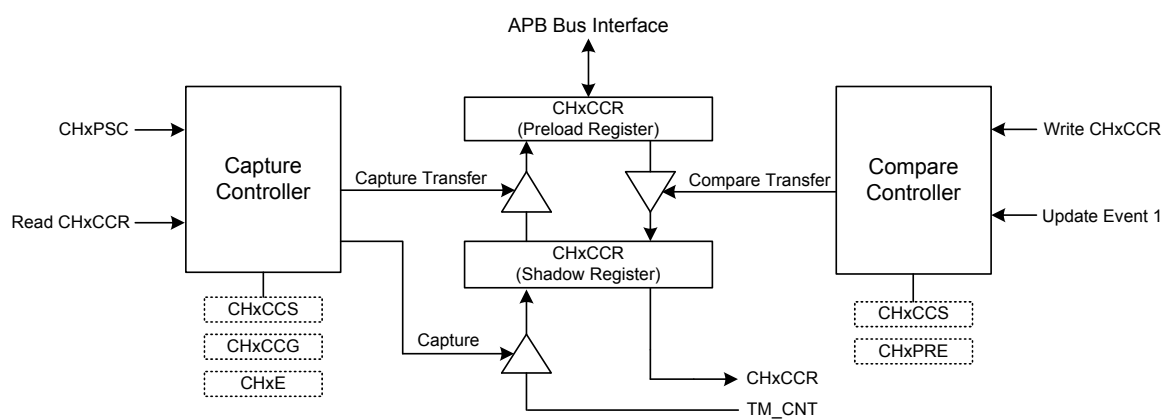 APB Bus Interface
CHxCCR
(Preload Register)
CHxPSC
Write CHxCCR
Capture
Controller
Compare
Controller
Capture Transfer
Compare Transfer
Read CHxCCR
Update Event 1
CHxCCR
(Shadow Register)
CHxCCS
CHxCCG
CHxE
CHxCCS
CHxPRE
Capture
CHxCCR
TM_CNT